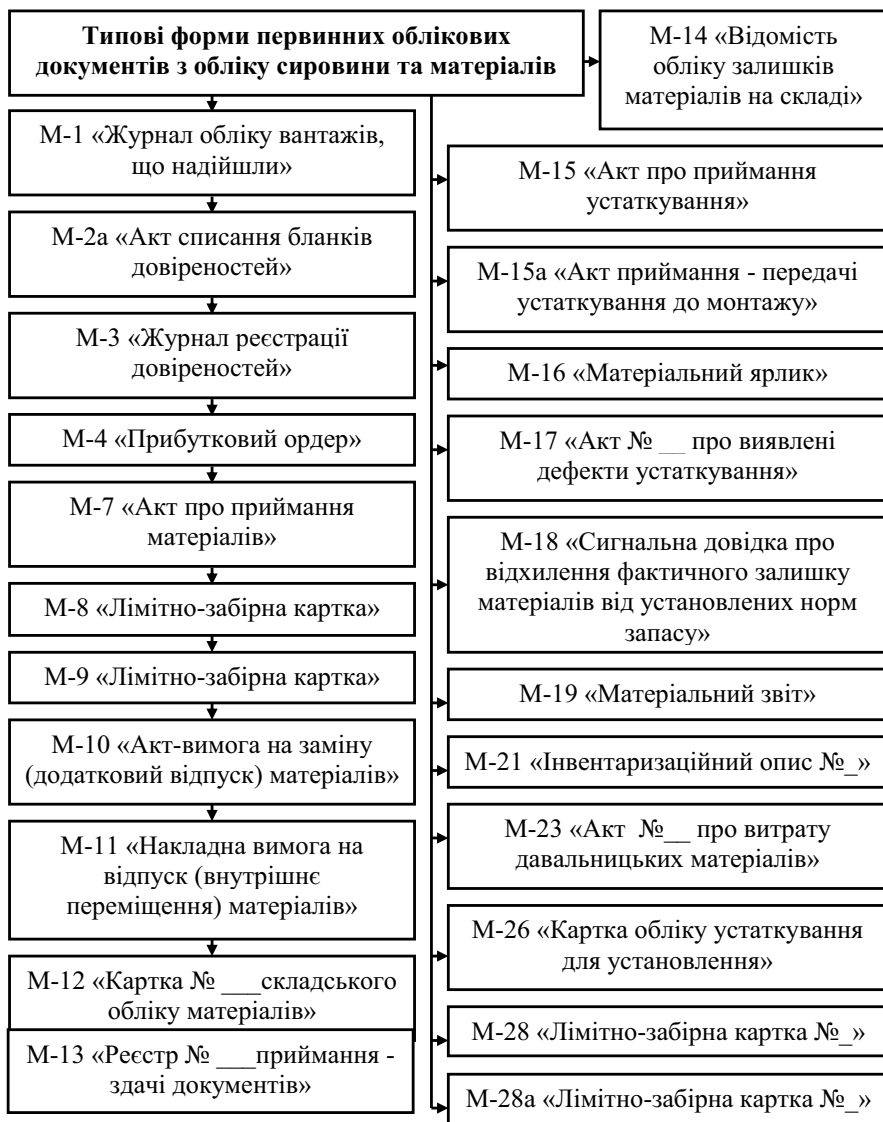 Типові форми первинних облікових
документів з обліку сировини та матеріалів
М-1 «Журнал обліку вантажів,
що надійшли»
М-2а «Акт списання бланків
довіреностей»
М-3 «Журнал реєстрації
довіреностей»
М-4 «Прибутковий ордер»
М-7 «Акт про приймання
матеріалів»
М-8 «Лімітно-забірна картка»
М-9 «Лімітно-забірна картка»
М-10 «Акт-вимога на заміну
(додатковий відпуск) матеріалів»
М-11 «Накладна вимога на
відпуск (внутрішнє
переміщення) матеріалів»
М-12 «Картка № ___складського
обліку матеріалів»
М-13 «Реєстр № ___приймання -
здачі документів»
М-14 «Відомість
обліку залишків
матеріалів на складі»
М-15 «Акт про приймання
устаткування»
М-15а «Акт приймання - передачі
устаткування до монтажу»
М-16 «Матеріальний ярлик»
М-17 «Акт № __ про виявлені
дефекти устаткування»
М-18 «Сигнальна довідка про
відхилення фактичного залишку
матеріалів від установлених норм
запасу»
М-19 «Матеріальний звіт»
М-21 «Інвентаризаційний опис №_»
М-23 «Акт №__ про витрату
давальницьких матеріалів»
М-26 «Картка обліку устаткування
для установлення»
М-28 «Лімітно-забірна картка №_»
М-28а «Лімітно-забірна картка №_»